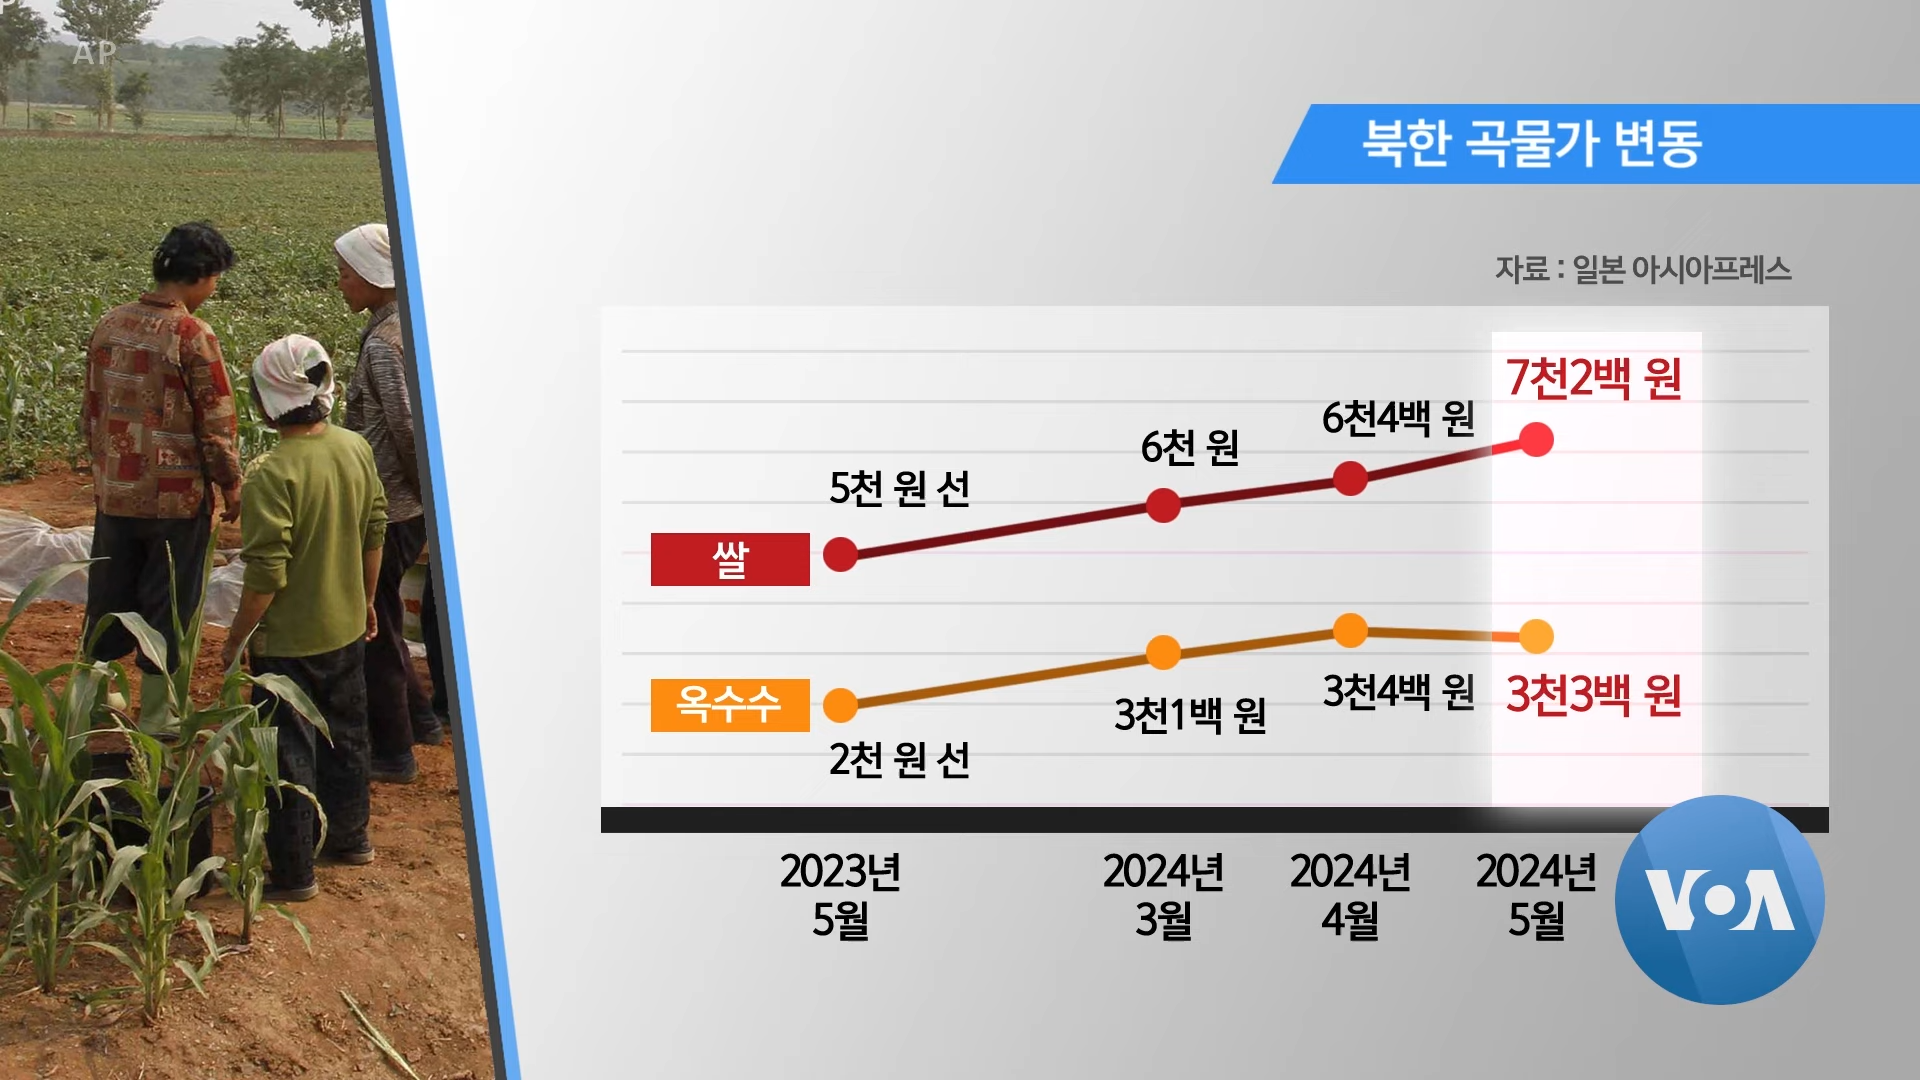 P
AP
북한 곡물가 변동
자료 : 일본 아시아프레스
7천2백 원
6천4백 원
6천 원
5천 원 선
쌀
옥수수
3천4백 원
3천3백 원
3천1백 원
2천 원 선
2023년
5월
2024년
3월
2024년
4월
2024년
5월
VOA